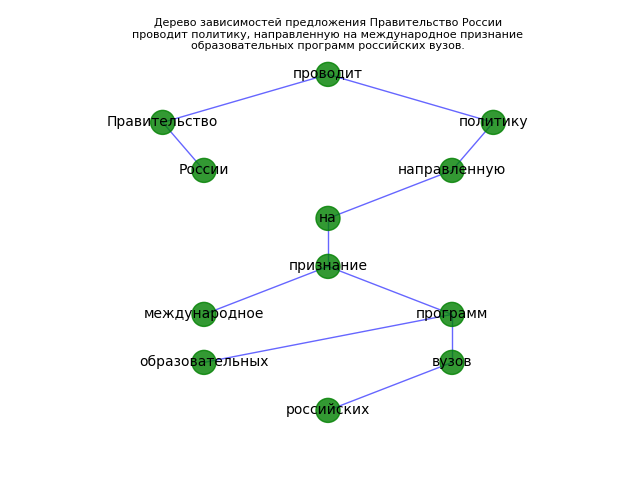 Дерево зависимостей предложения Правительство России
проводит политику, направленную на международное признание
образовательных программ российских вузов.
проводит
Правительство политику
России направленную
на
признание
международное программ
образовательных вузов
российских